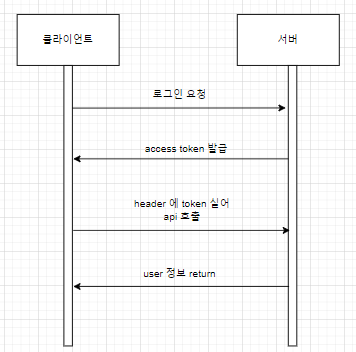 클라이언트
서버
로그인 요청
access token 발급
header 에 token 실어
api 호출
user 정보 return